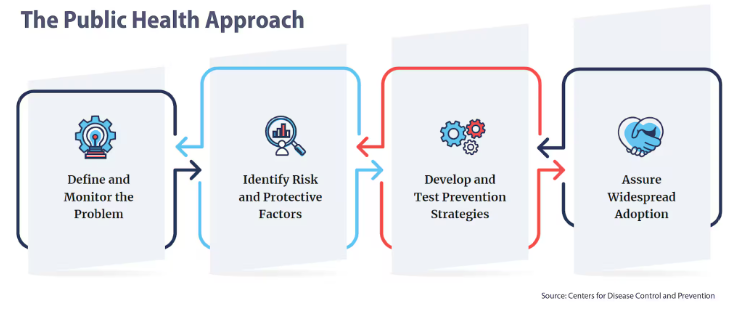 The Public Health Approach
Define and
Monitor the
Problem
Identify Risk
and Protective
Factors
Develop and
Test Prevention
Strategies
Assure
Widespread
Adoption
Source: Centers for Disease Control and Prevention